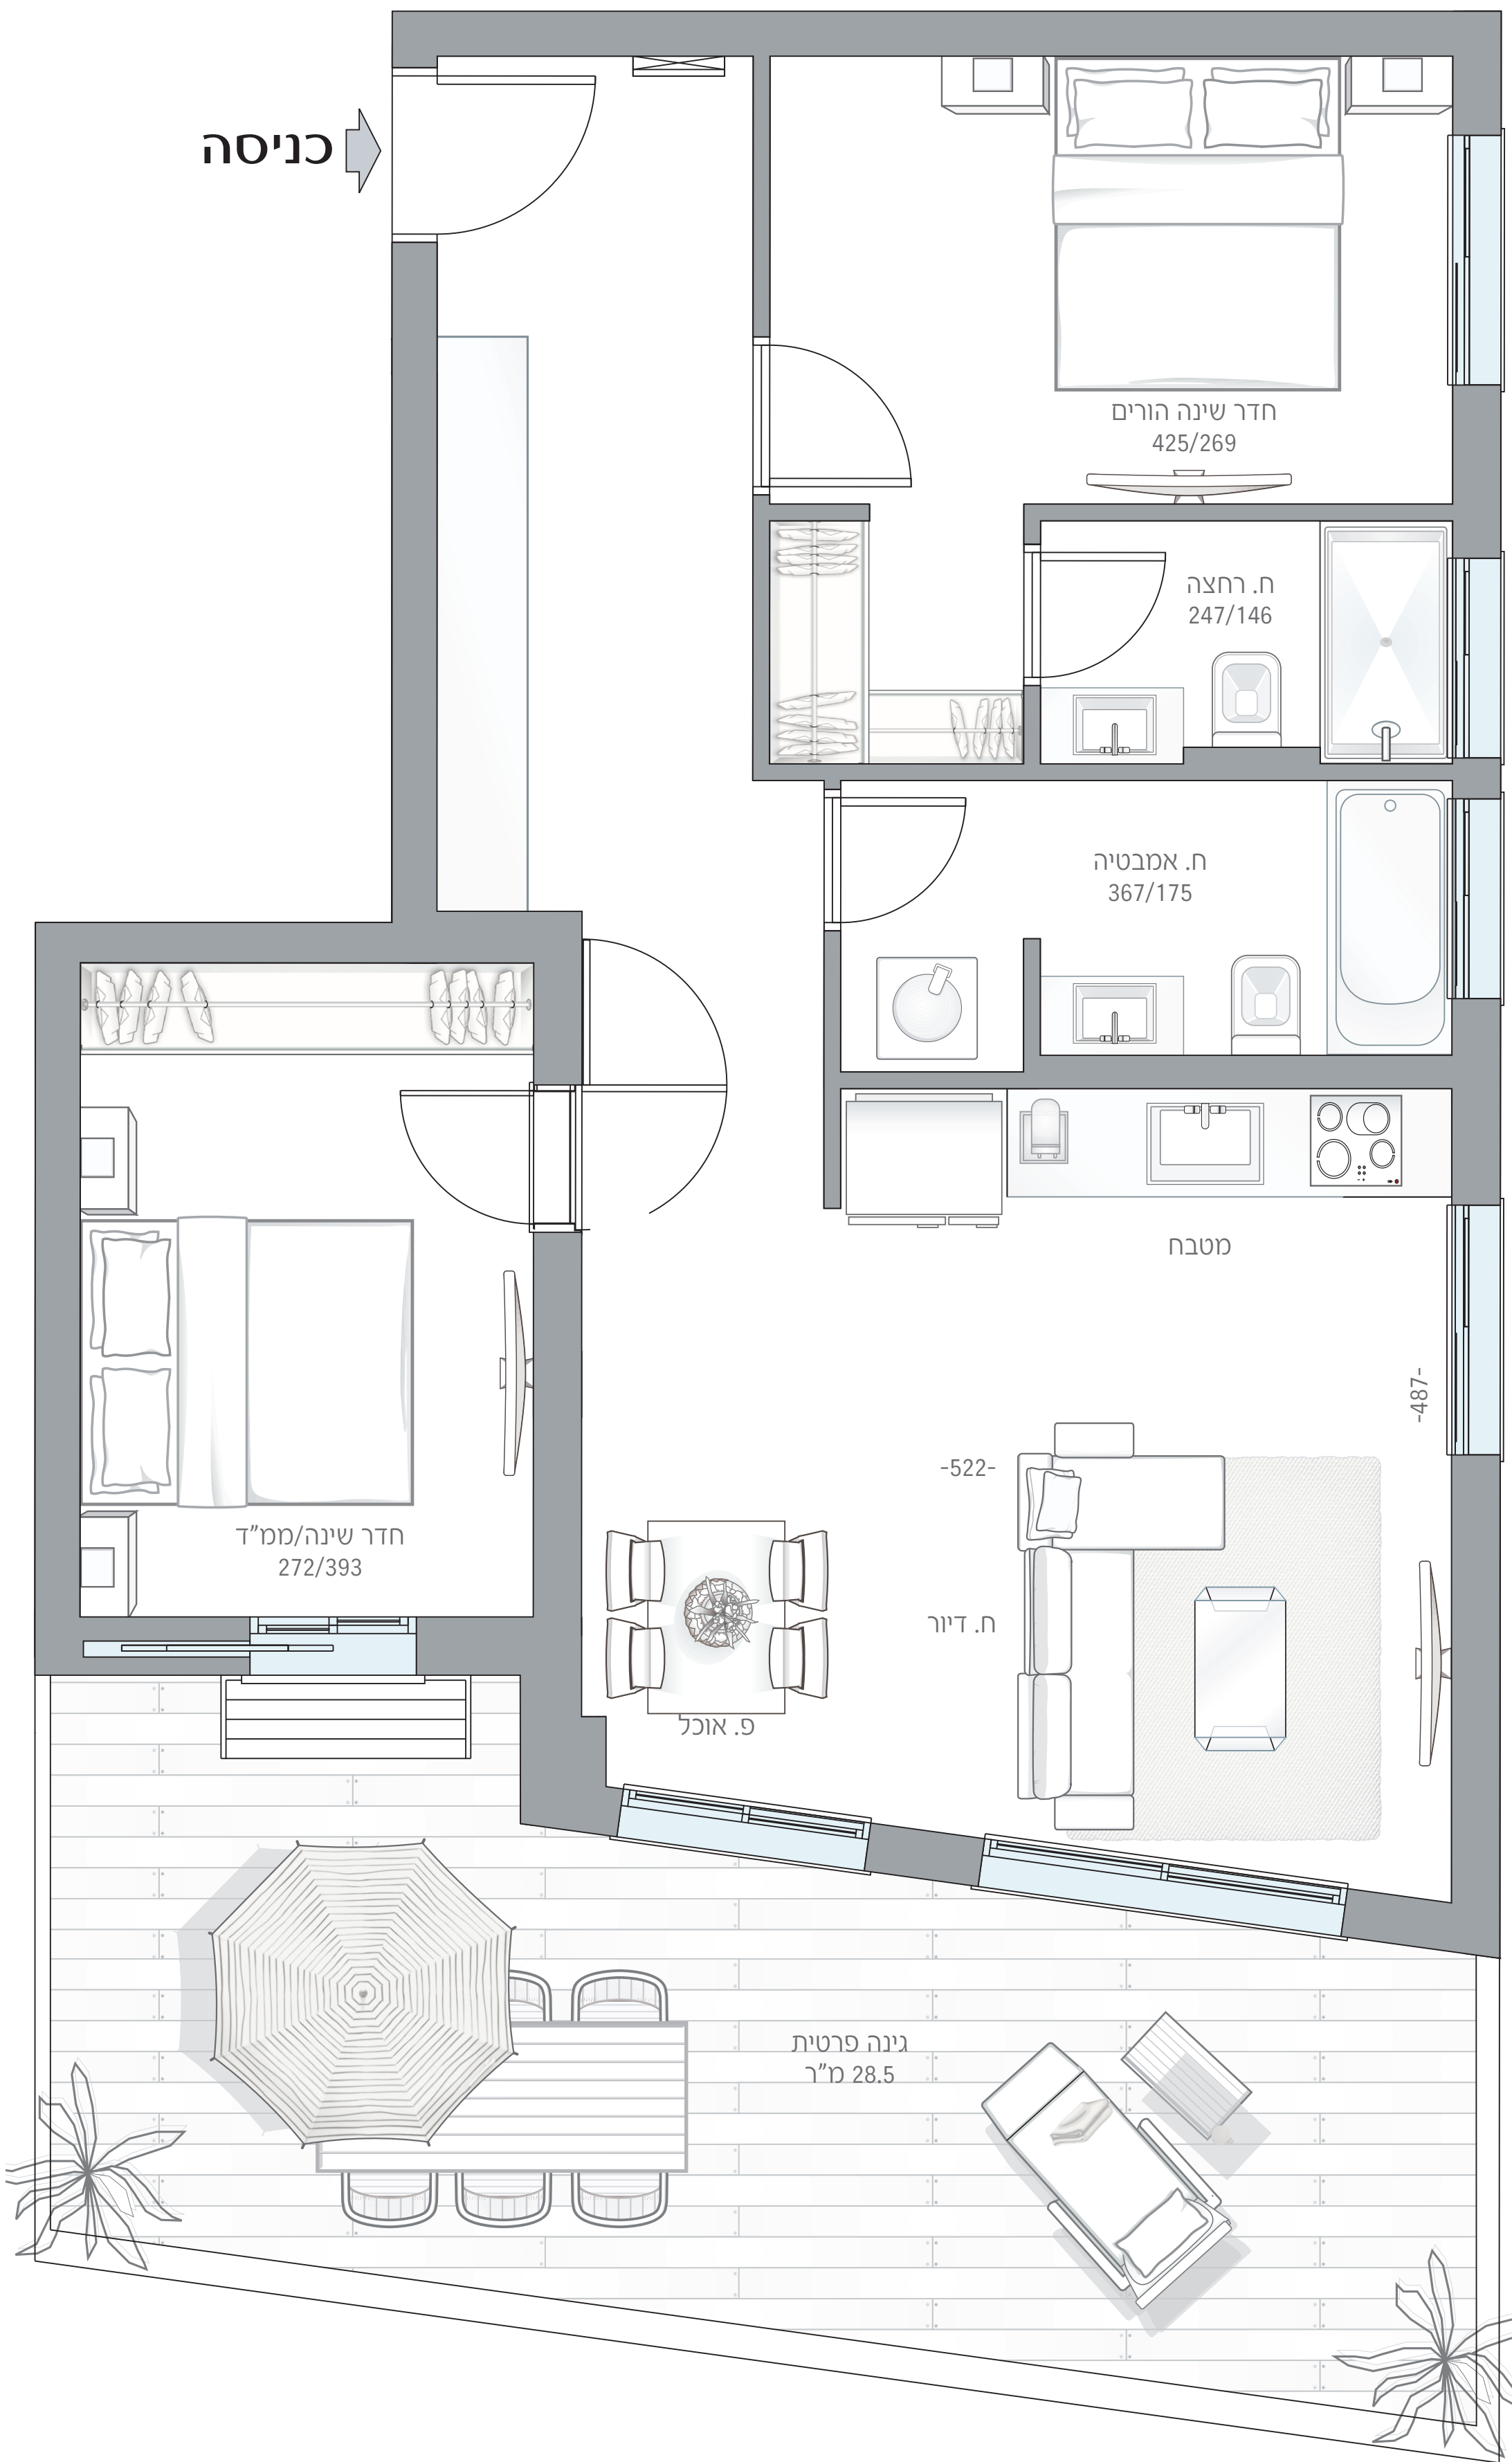 כניסה
חדר שינה הורים
425/269
ח. רחצה
247/146
ח. אמבטיה
367/175
מטבח
-487-
-522-
חדר שינה/ממ"ד
272/393
ח. דיור
פ. אוכל
גינה פרטית
28.5 מ"ר